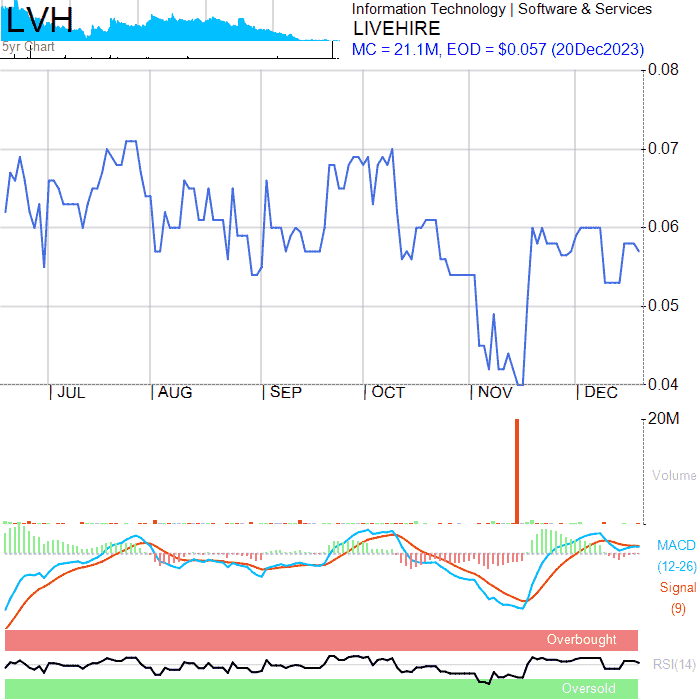 LVH
5yr Chart
Information Technology | Software & Services
LIVEHIRE
MC = 21.1M, EOD = $0.057 (20Dec2023)
0.08
0.07
0.06
0.05
0.04
JUL AUG SEP OCT NOV DEC
20M
Volume
MACD
(12-26)
Signal
(9)
Overbought
RSI(14)
Oversold